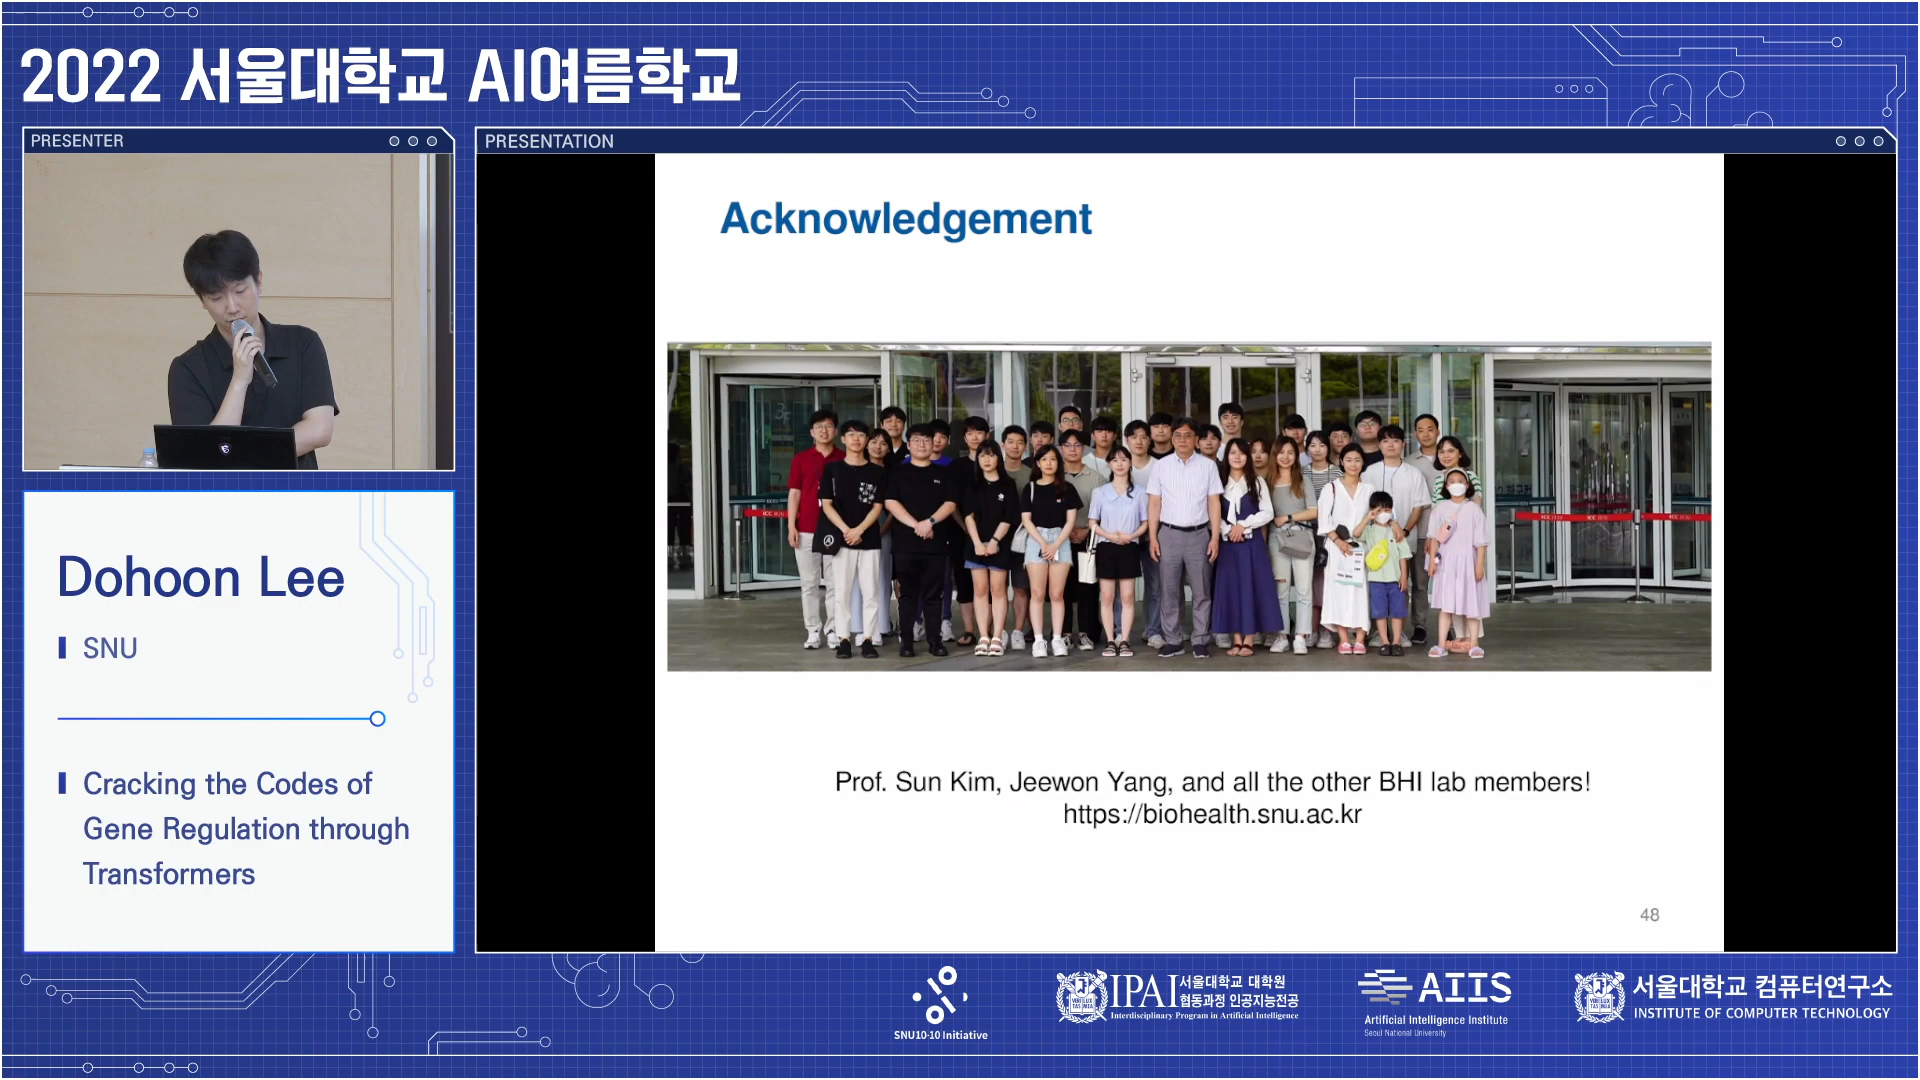 2022 서울대학교 AI여름학교
PRESENTER
PRESENTATION
Acknowledgement
Dohoon Lee
SNU
Cracking the Codes of
Gene Regulation through
Transformers
Prof. Sun Kim, Jeewon Yang, and all the other BHI lab members!
https://biohealth.snu.ac.kr
48
SNU10·10 Initiative
IPAI 서울대학교 대학원
협동과정 인공지능전공
Interdisciplinary Program in Artificial Intelligence
AIIS
Artificial Intelligence Institute
Seoul National University
서울대학교 컴퓨터연구소
INSTITUTE OF COMPUTER TECHNOLOGY